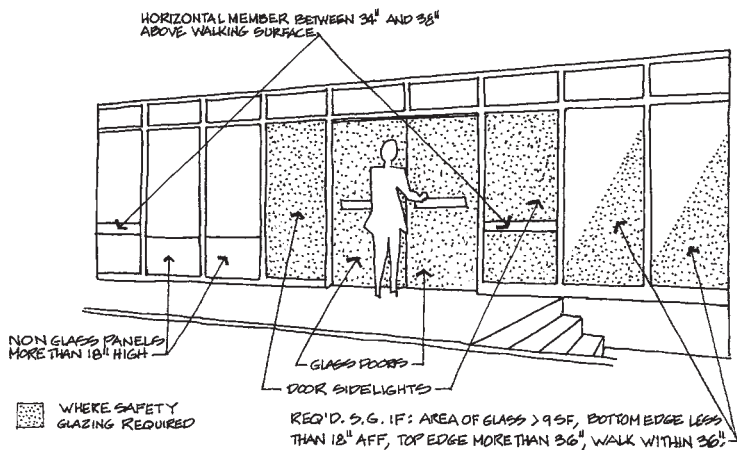 HORIZONTAL MEMBER BETWEEN 34" AND 38"
ABOVE WALKING SURFACE
NON GLASS PANELS
MORE THAN 18" HIGH
GLASS DOORS
DOOR SIDELIGHTS
WHERE SAFETY
GLAZING REQUIRED
REQ'D. S.G. IF: AREA OF GLASS > 9 SF, BOTTOM EDGE LESS
THAN 18" AFF, TOP EDGE MORE THAN 36", WALK WITHIN 36"